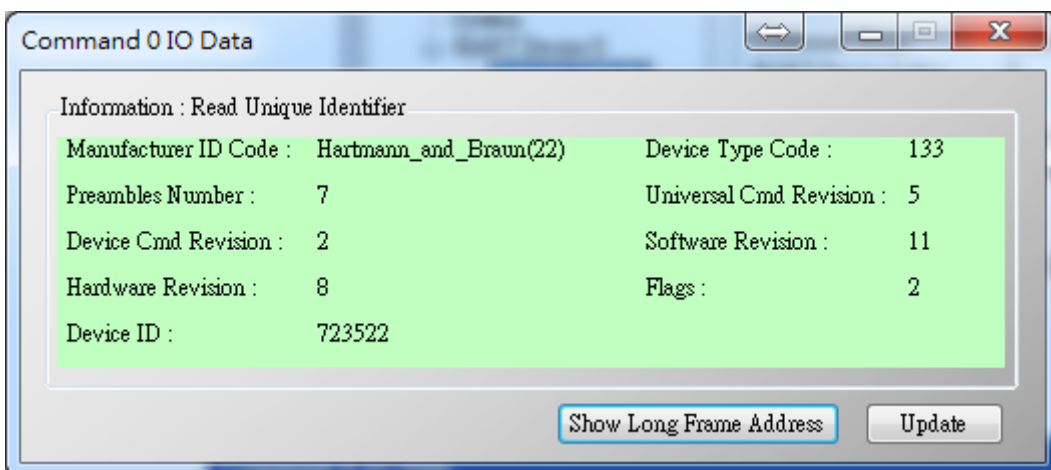 Command 0 IO Data
Information : Read Unique Identifier
Manufacturer ID Code : Hartmann_and_Braun(22) Device Type Code : 133
Preambles Number : 7 Universal Cmd Revision : 5
Device Cmd Revision : 2 Software Revision : 11
Hardware Revision : 8 Flags : 2
Device ID : 723522
Show Long Frame Address Update